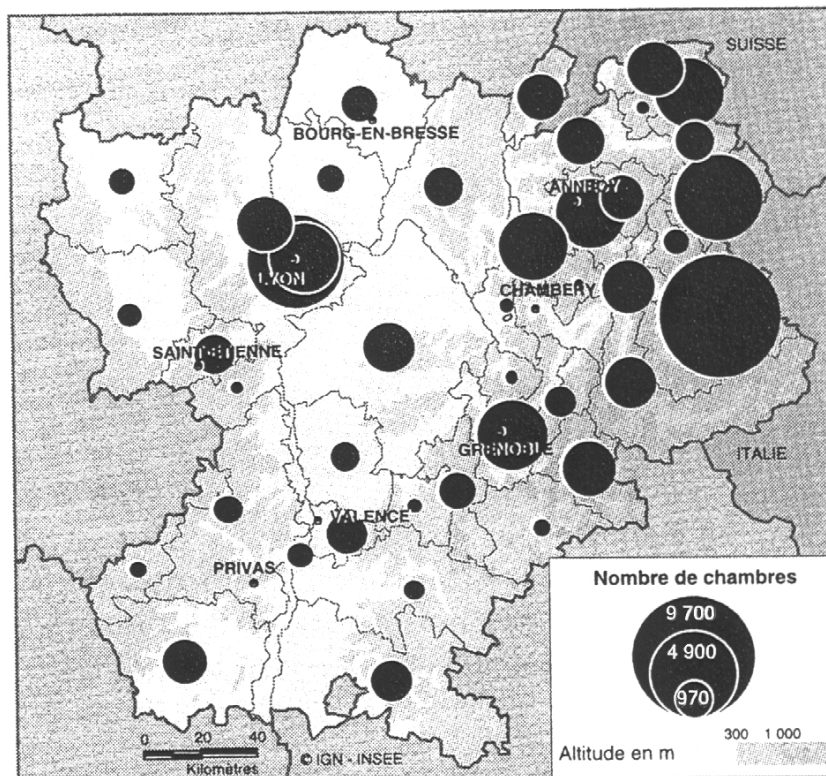 SUISSE
BOURG-EN-BRESSE
ANNECY
LYON
CHAMBERY
SAINT-ETIENNE
GRENOBLE
ITALIE
VALENCE
PRIVAS
Nombre de chambres
9 700
4 900
970
300 1 000
Altitude en m
0 20 40
Kilomètres
© IGN - INSEE